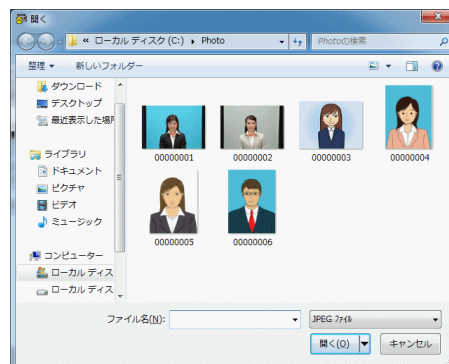 開く
« ローカル ディスク (C:) ▸ Photo
Photoの検索
整理 ▼ 新しいフォルダー
ダウンロード
デスクトップ
最近表示した場所
ライブラリ
ドキュメント
ピクチャ
ビデオ
ミュージック
コンピューター
ローカル ディス
ローカル ディス
00000001
00000002
00000003
00000004
00000005
00000006
ファイル名(N):
JPEG ファイル
開く(O)
キャンセル